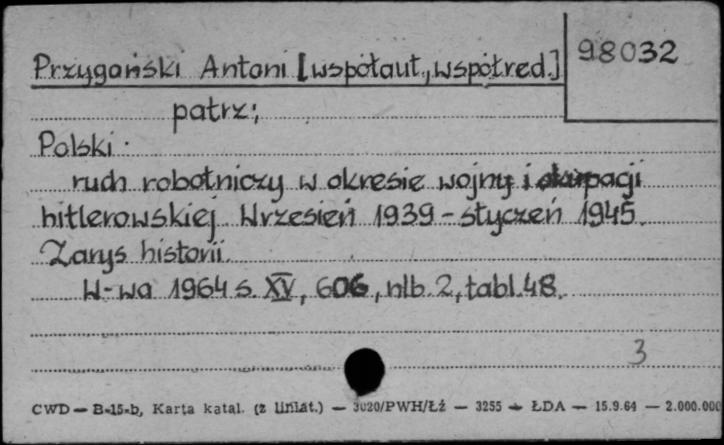 Przygoński Antoni [współaut., współred.]
98032
patrz:
Polski
ruch robotniczy w okresie wojny i okupacji
hitlerowskiej Wrzesień 1939 - styczeń 1945.
Zarys historii.
W-wa 1964 s. XV, 606, nlb. 2, tabl. 48.
3
CWD — B-15-b, Karta katal. (z liniat.) — 3020/PWH/Łź — 3255 — ŁDA — 15.9.64 — 2.000.000